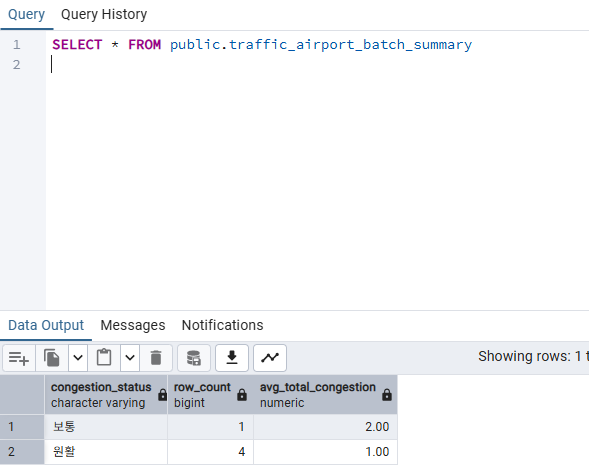 Query Query History
1 SELECT * FROM public.traffic_airport_batch_summary
2
Data Output Messages Notifications
Showing rows: 1 t
congestion_status row_count avg_total_congestion
character varying bigint numeric
1 보통 1 2.00
2 원활 4 1.00